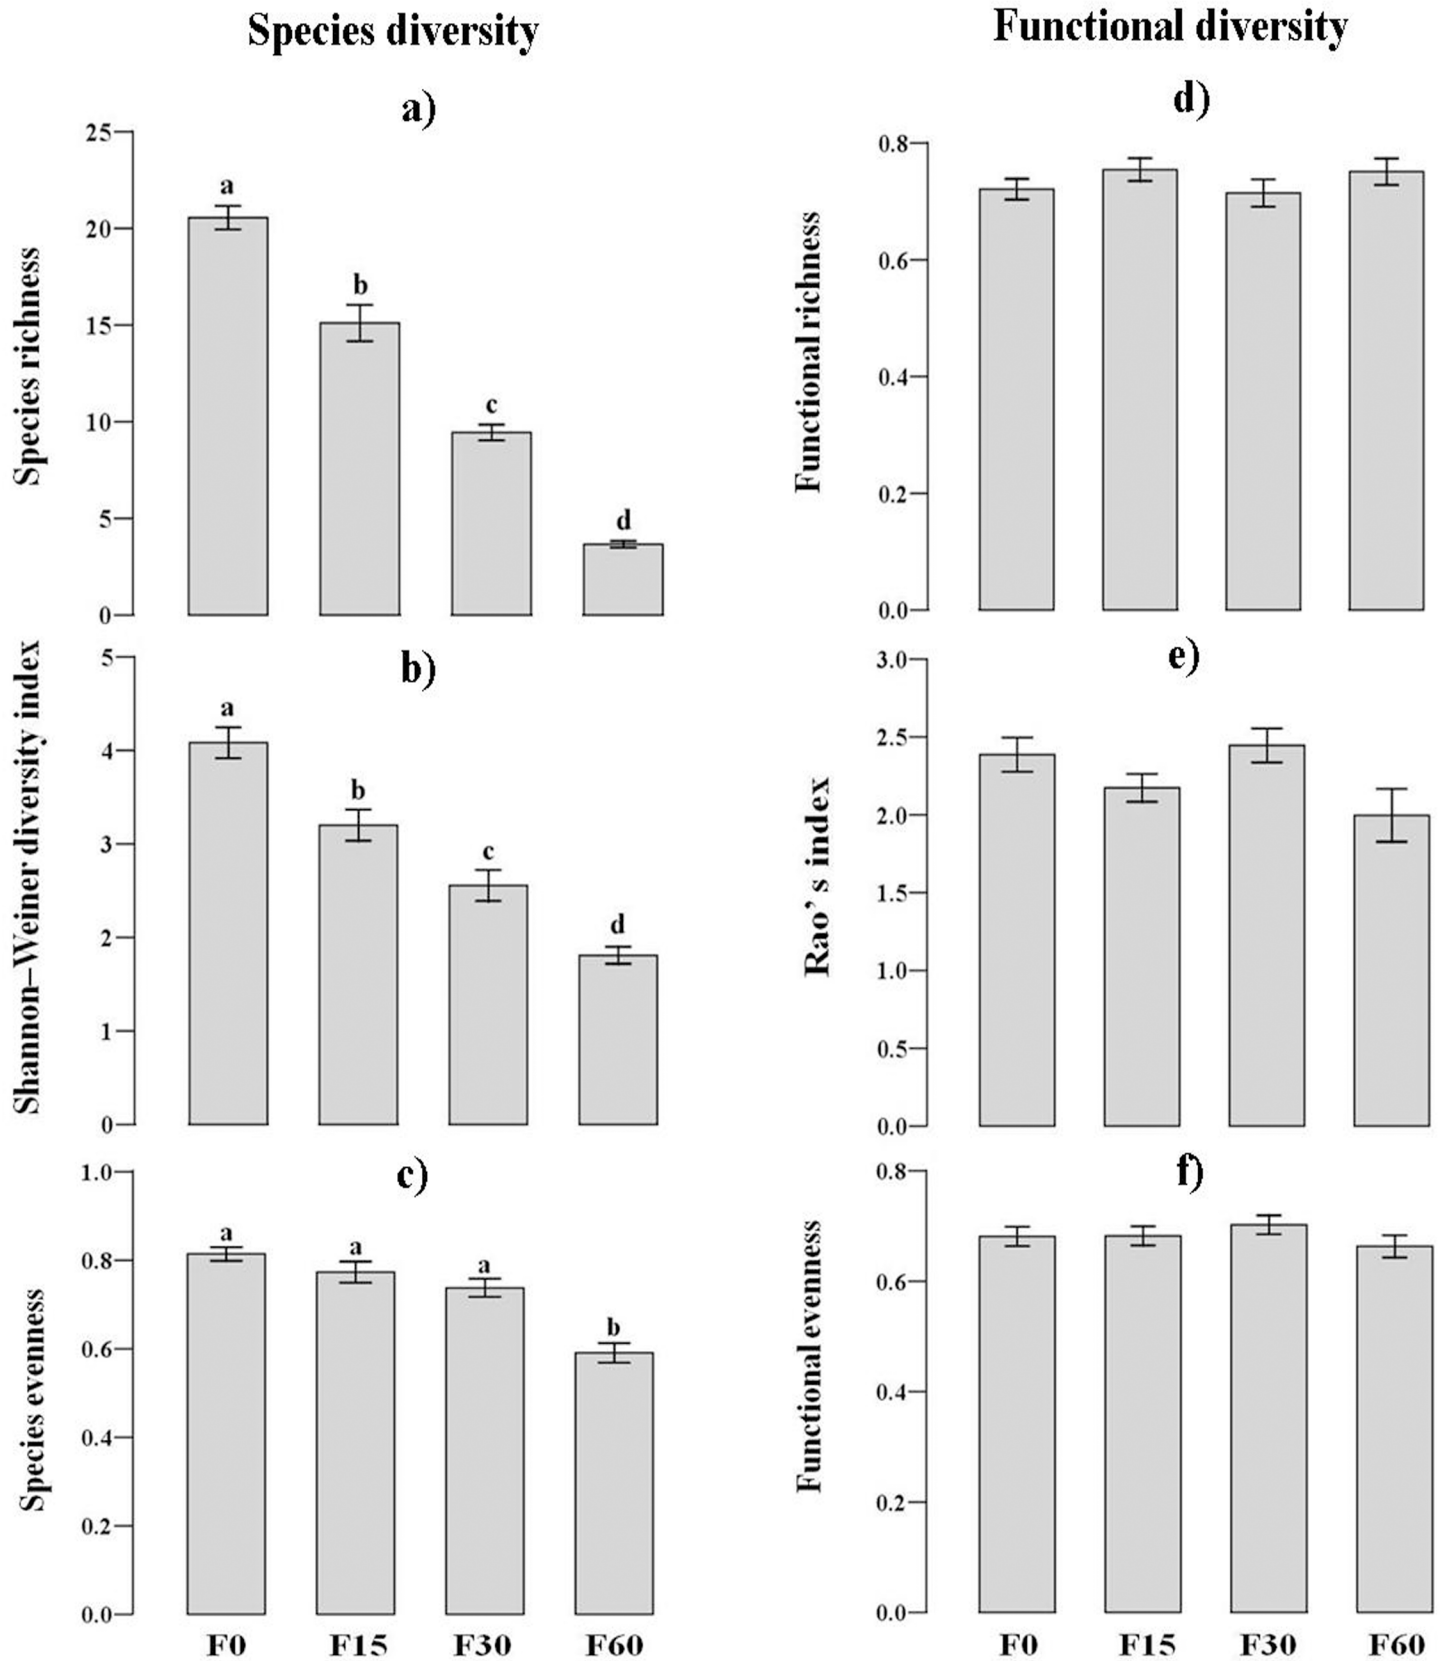 Species diversity
Functional diversity
a)
Species richness
25
20
15
10
5
0
a
b
c
d
d)
Functional richness
0.8
0.6
0.4
0.2
0.0
b)
Shannon–Weiner diversity index
5
4
3
2
1
0
a
b
c
d
e)
Rao’ s index
3.0
2.5
2.0
1.5
1.0
0.5
0.0
c)
Species evenness
1.0
0.8
0.6
0.4
0.2
0.0
a
a
a
b
F0 F15 F30 F60
f)
Functional evenness
0.8
0.6
0.4
0.2
0.0
F0 F15 F30 F60